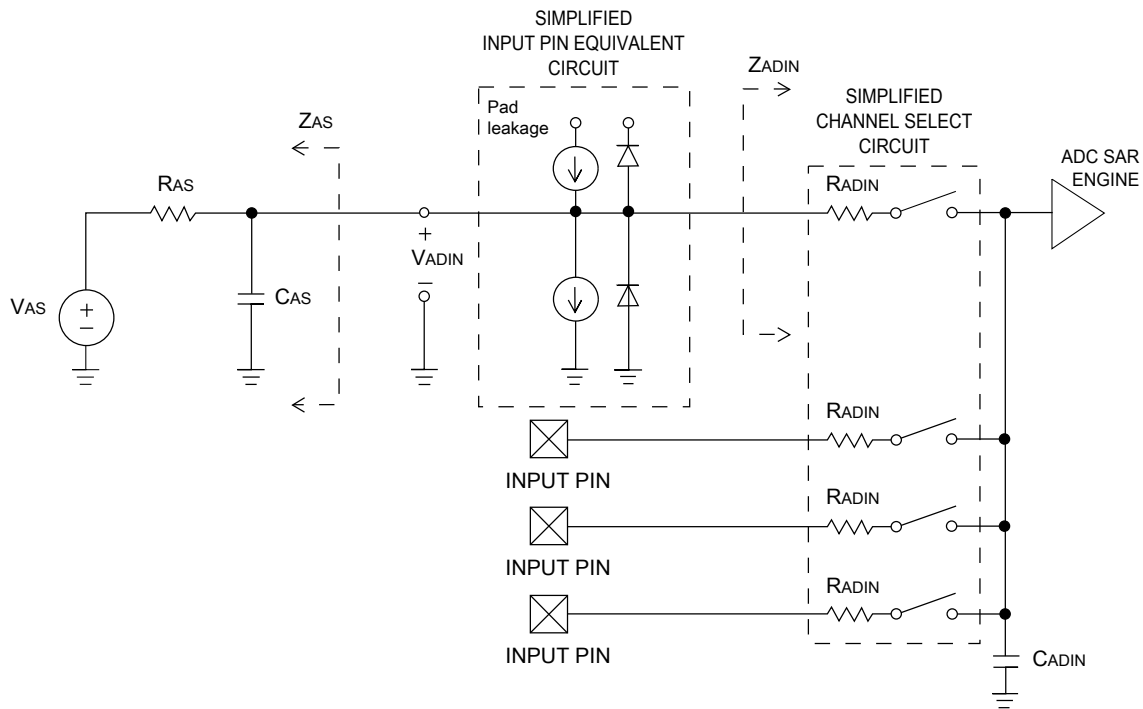 SIMPLIFIED
INPUT PIN EQUIVALENT
CIRCUIT
Pad
leakage
ZADIN
SIMPLIFIED
CHANNEL SELECT
CIRCUIT
ADC SAR
ENGINE
ZAS
RAS
RADIN
+
VADIN
–
CAS
VAS
+
–
RADIN
INPUT PIN
RADIN
INPUT PIN
RADIN
INPUT PIN
CADIN